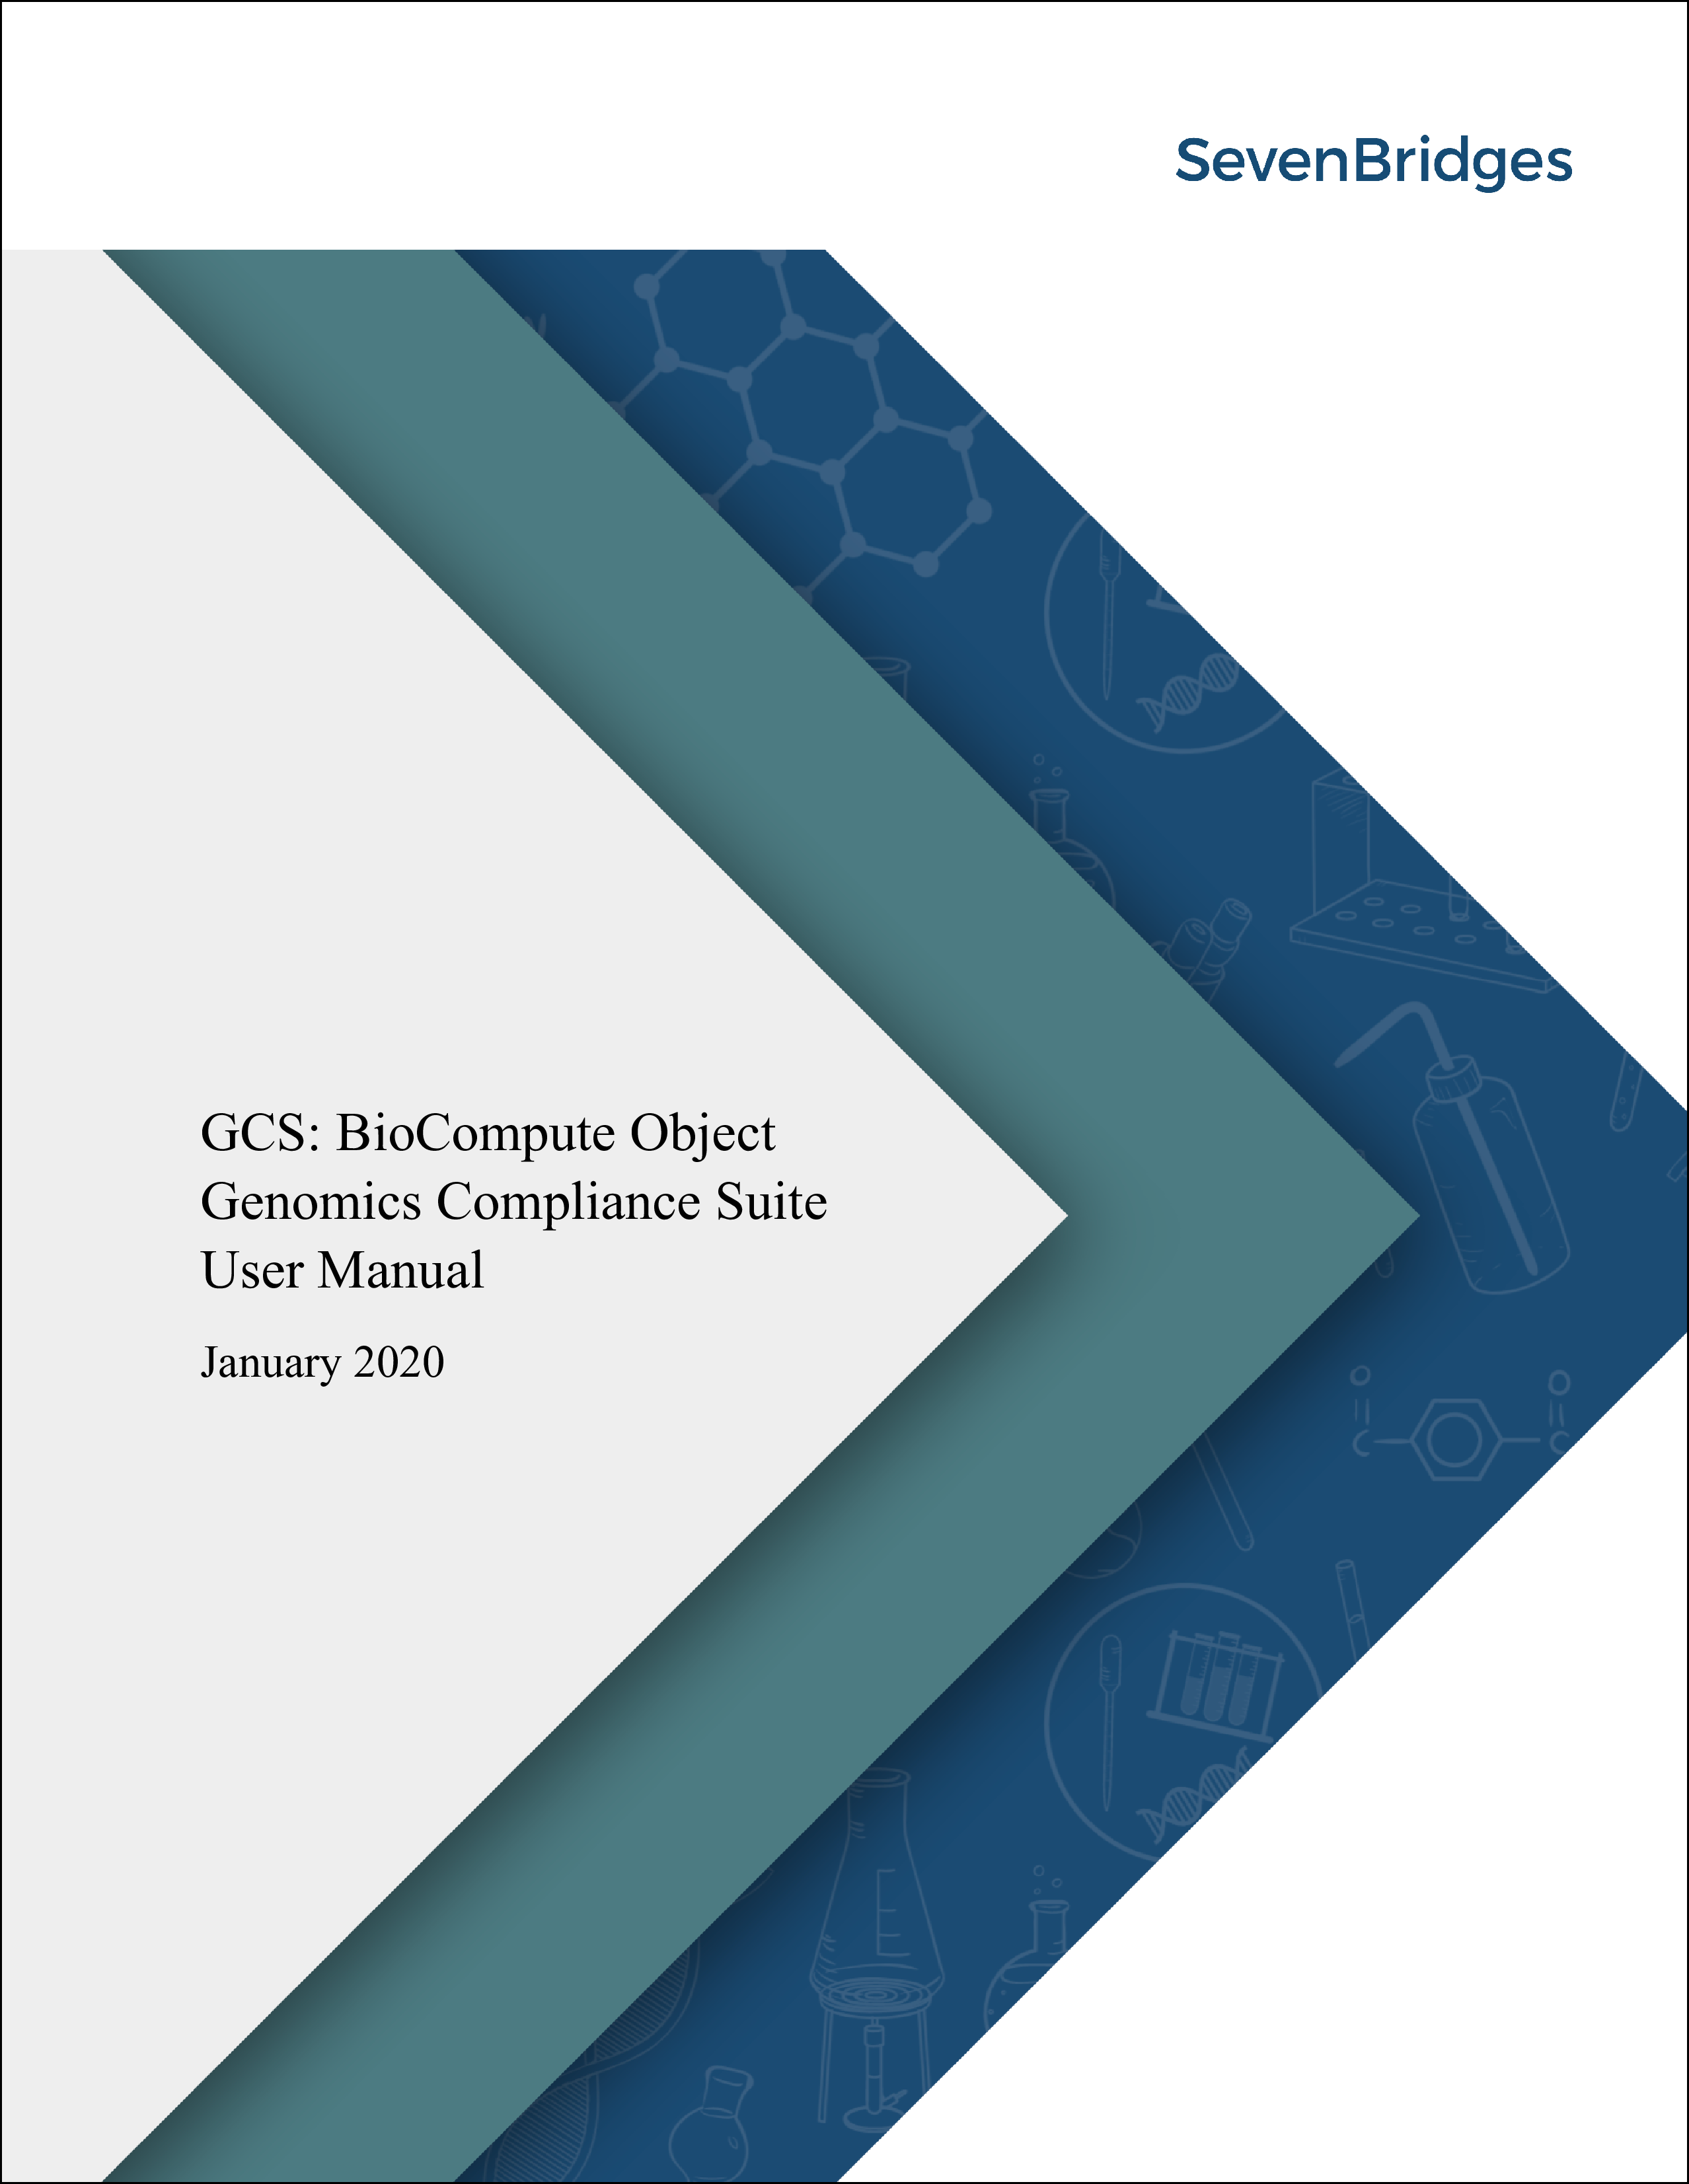 SevenBridges
GCS: BioCompute Object
Genomics Compliance Suite
User Manual
January 2020